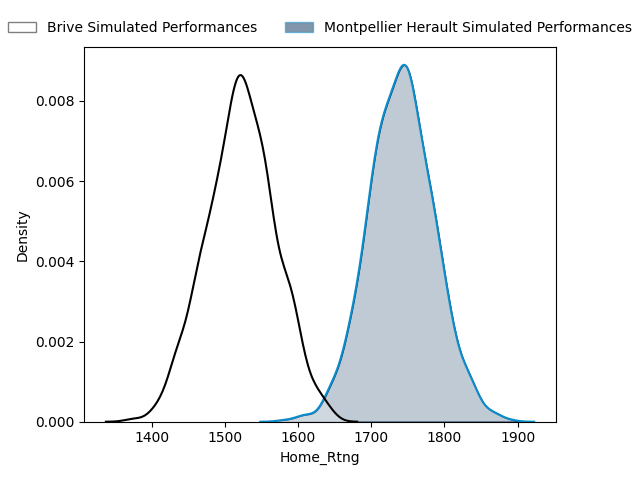 Brive Simulated Performances
Montpellier Herault Simulated Performances
Density
0.008
0.006
0.004
0.002
0.000
1400 1500 1600 1700 1800 1900
Home_Rtng